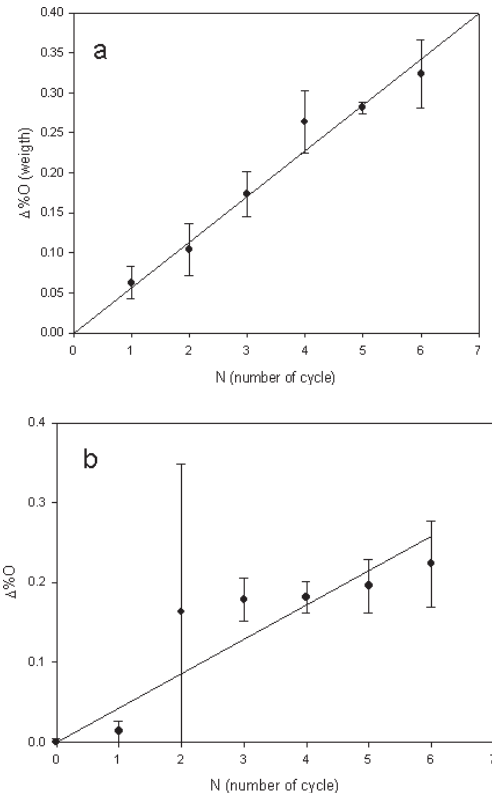 a
0.40
0.35
0.30
0.25
0.20
0.15
0.10
0.05
0.00
Δ%O (weigth)
0 1 2 3 4 5 6 7
N (number of cycle)
b
0.4
0.3
0.2
0.1
0.0
Δ%O
0 1 2 3 4 5 6 7
N (number of cycle)